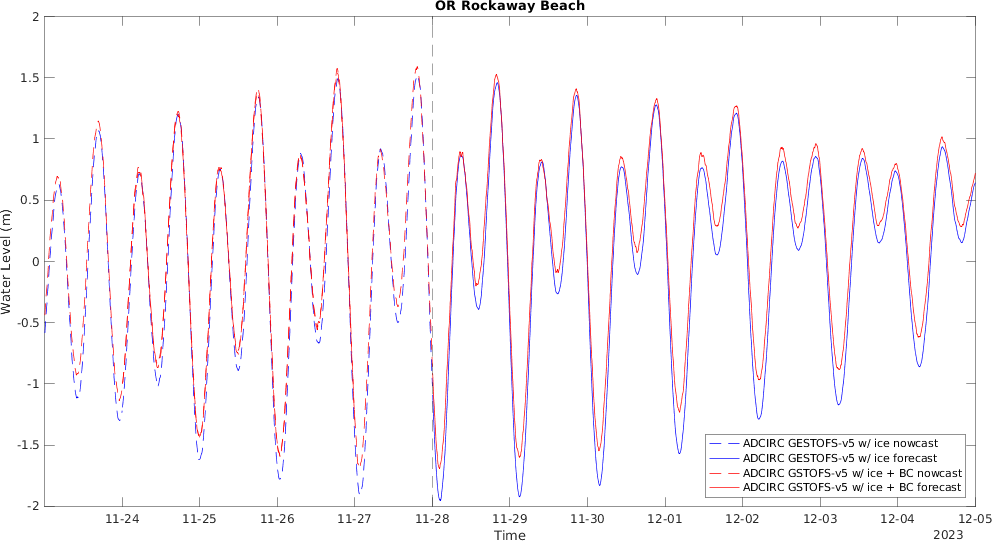 OR Rockaway Beach
2
1.5
1
0.5
0
-0.5
-1
-1.5
-2
Water Level (m)
ADCIRC GESTOFS-v5 w/ ice nowcast
ADCIRC GESTOFS-v5 w/ ice forecast
ADCIRC GSTOFS-v5 w/ ice + BC nowcast
ADCIRC GSTOFS-v5 w/ ice + BC forecast
11-24 11-25 11-26 11-27 11-28 11-29 11-30 12-01 12-02 12-03 12-04 12-05
Time
2023